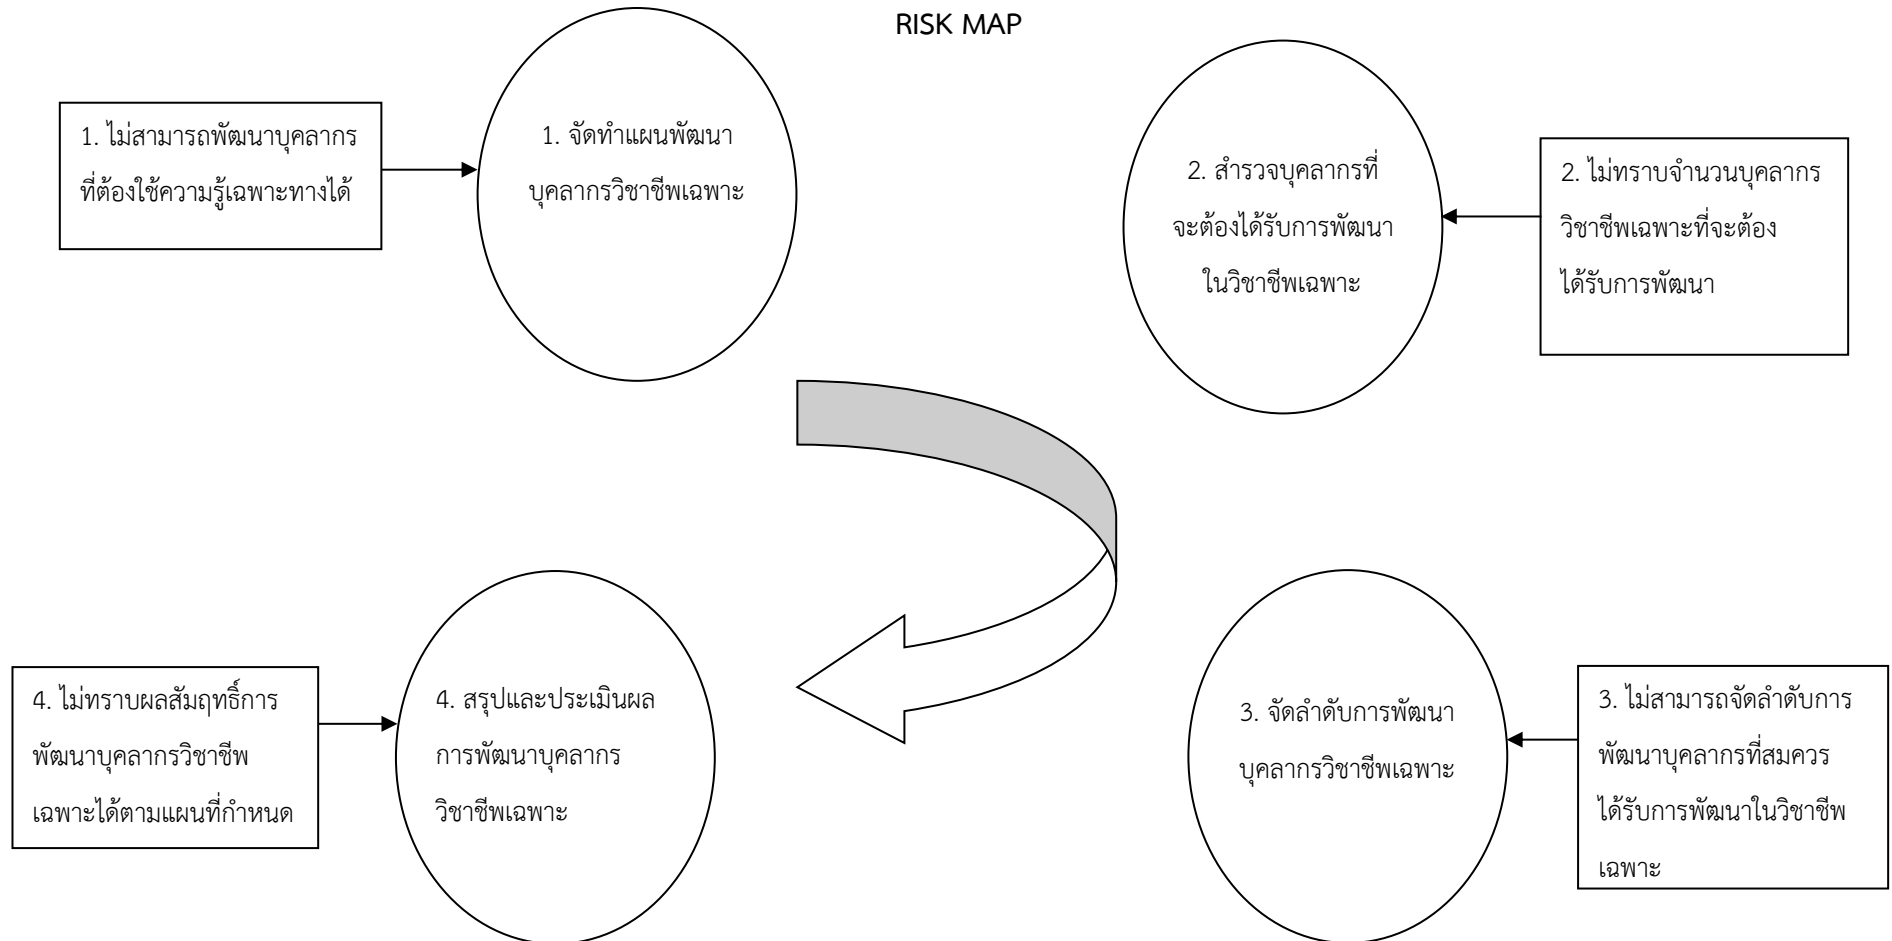 RISK MAP
1. ไม่สามารถพัฒนาบุคลากร
ที่ต้องใช้ความรู้เฉพาะทางได้
1. จัดทำแผนพัฒนา
บุคลากรวิชาชีพเฉพาะ
2. สำรวจบุคลากรที่
จะต้องได้รับการพัฒนา
ในวิชาชีพเฉพาะ
2. ไม่ทราบจำนวนบุคลากร
วิชาชีพเฉพาะที่จะต้อง
ได้รับการพัฒนา
4. ไม่ทราบผลสัมฤทธิ์การ
พัฒนาบุคลากรวิชาชีพ
เฉพาะได้ตามแผนที่กำหนด
4. สรุปและประเมินผล
การพัฒนาบุคลากร
วิชาชีพเฉพาะ
3. จัดลำดับการพัฒนา
บุคลากรวิชาชีพเฉพาะ
3. ไม่สามารถจัดลำดับการ
พัฒนาบุคลากรที่สมควร
ได้รับการพัฒนาในวิชาชีพ
เฉพาะ